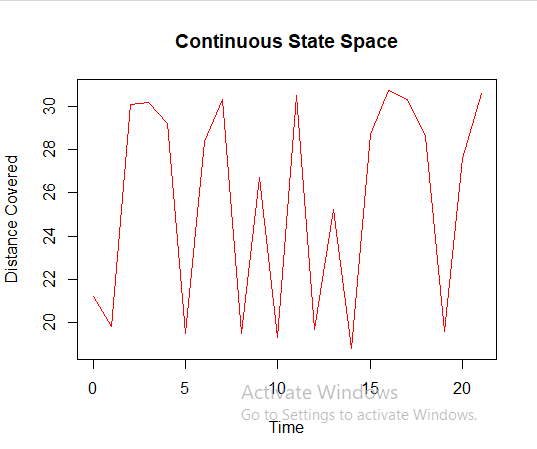 Continuous State Space
Distance Covered
30
28
26
24
22
20
0 5 10 15 20
Time
Activate Windows
Go to Settings to activate Windows.